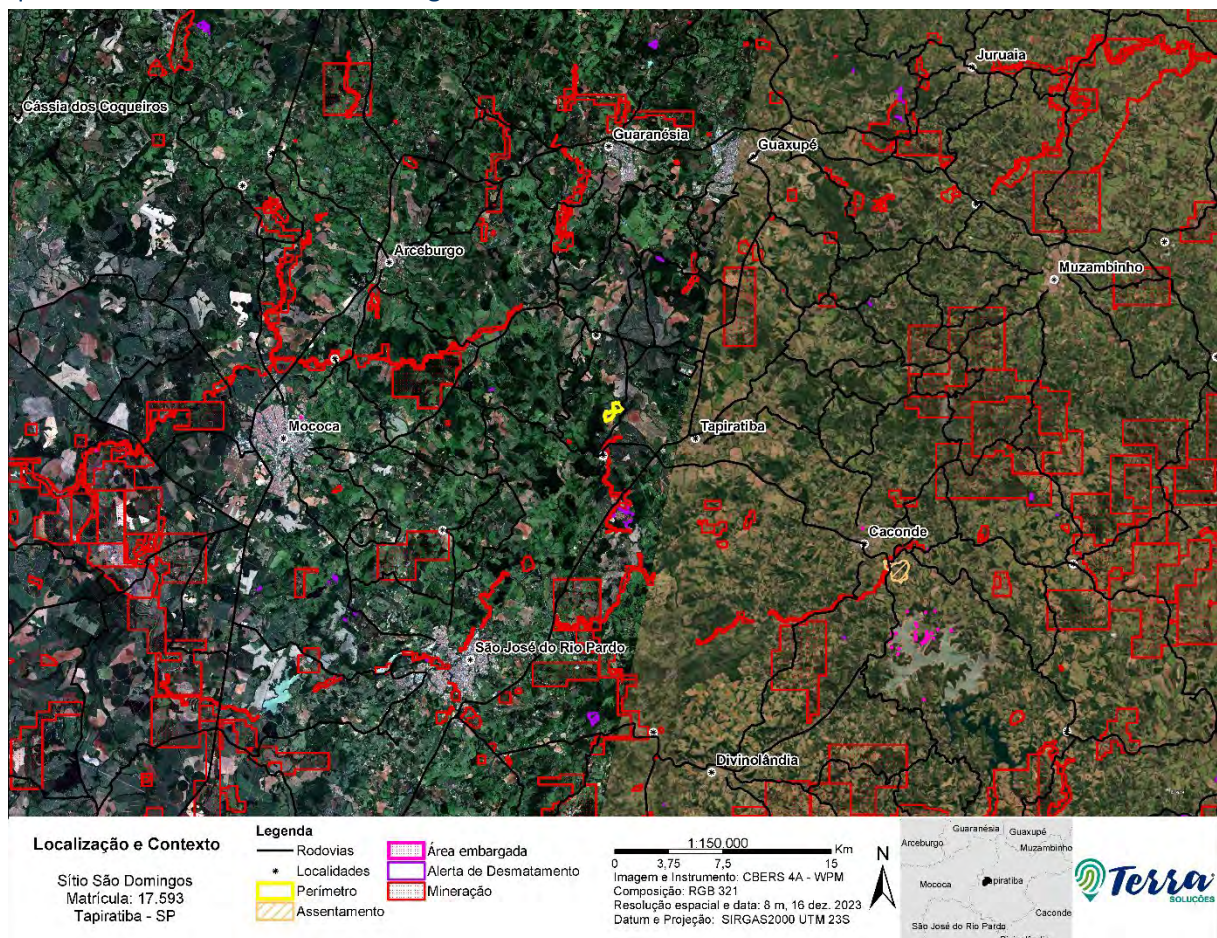 Juruaia
Cássia dos Coqueiros
Guaranésia
Guaxupé
Arceburgo
Muzambinho
Mococa
Tapiratiba
Caconde
São José do Rio Pardo
Divinolândia
Localização e Contexto
Sítio São Domingos
Matrícula: 17.593
Tapiratiba - SP
Legenda
Rodovias
Localidades
Perímetro
Assentamento
Área embargada
Alerta de Desmatamento
Mineração
1:150.000
0 3,75 7,5 15 Km
Imagem e Instrumento: CBERS 4A - WPM
Composição: RGB 321
Resolução espacial e data: 8 m, 16 dez. 2023
Datum e Projeção: SIRGAS2000 UTM 23S
N
Guaranésia Guaxupé
Arceburgo Muzambinho
Mococa Tapiratiba
Caconde
São José do Rio Pardo
Terra
SOLUÇÕES